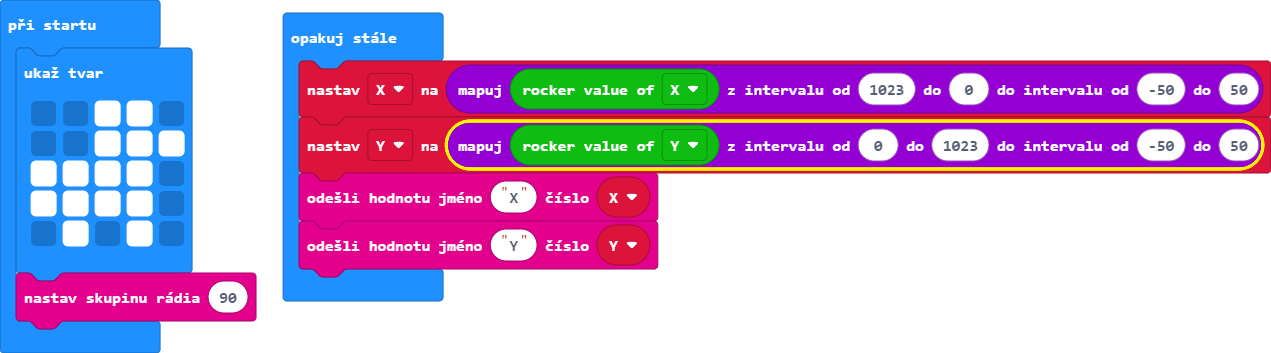 při startu
ukaž tvar
nastav skupinu rádia 90
opakuj stále
nastav X na mapuj rocker value of X z intervalu od 1023 do 0 do intervalu od -50 do 50
nastav Y na mapuj rocker value of Y z intervalu od 0 do 1023 do intervalu od -50 do 50
odešli hodnotu jméno "X" číslo X
odešli hodnotu jméno "Y" číslo Y